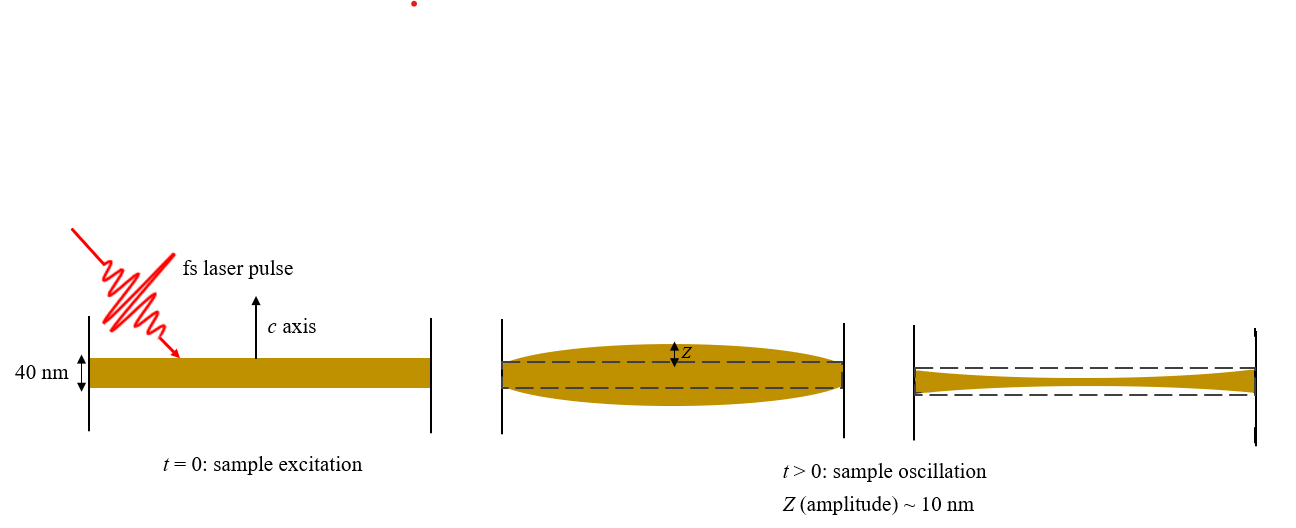 fs laser pulse
c axis
40 nm
z
t = 0: sample excitation
t > 0: sample oscillation
Z (amplitude) ~ 10 nm